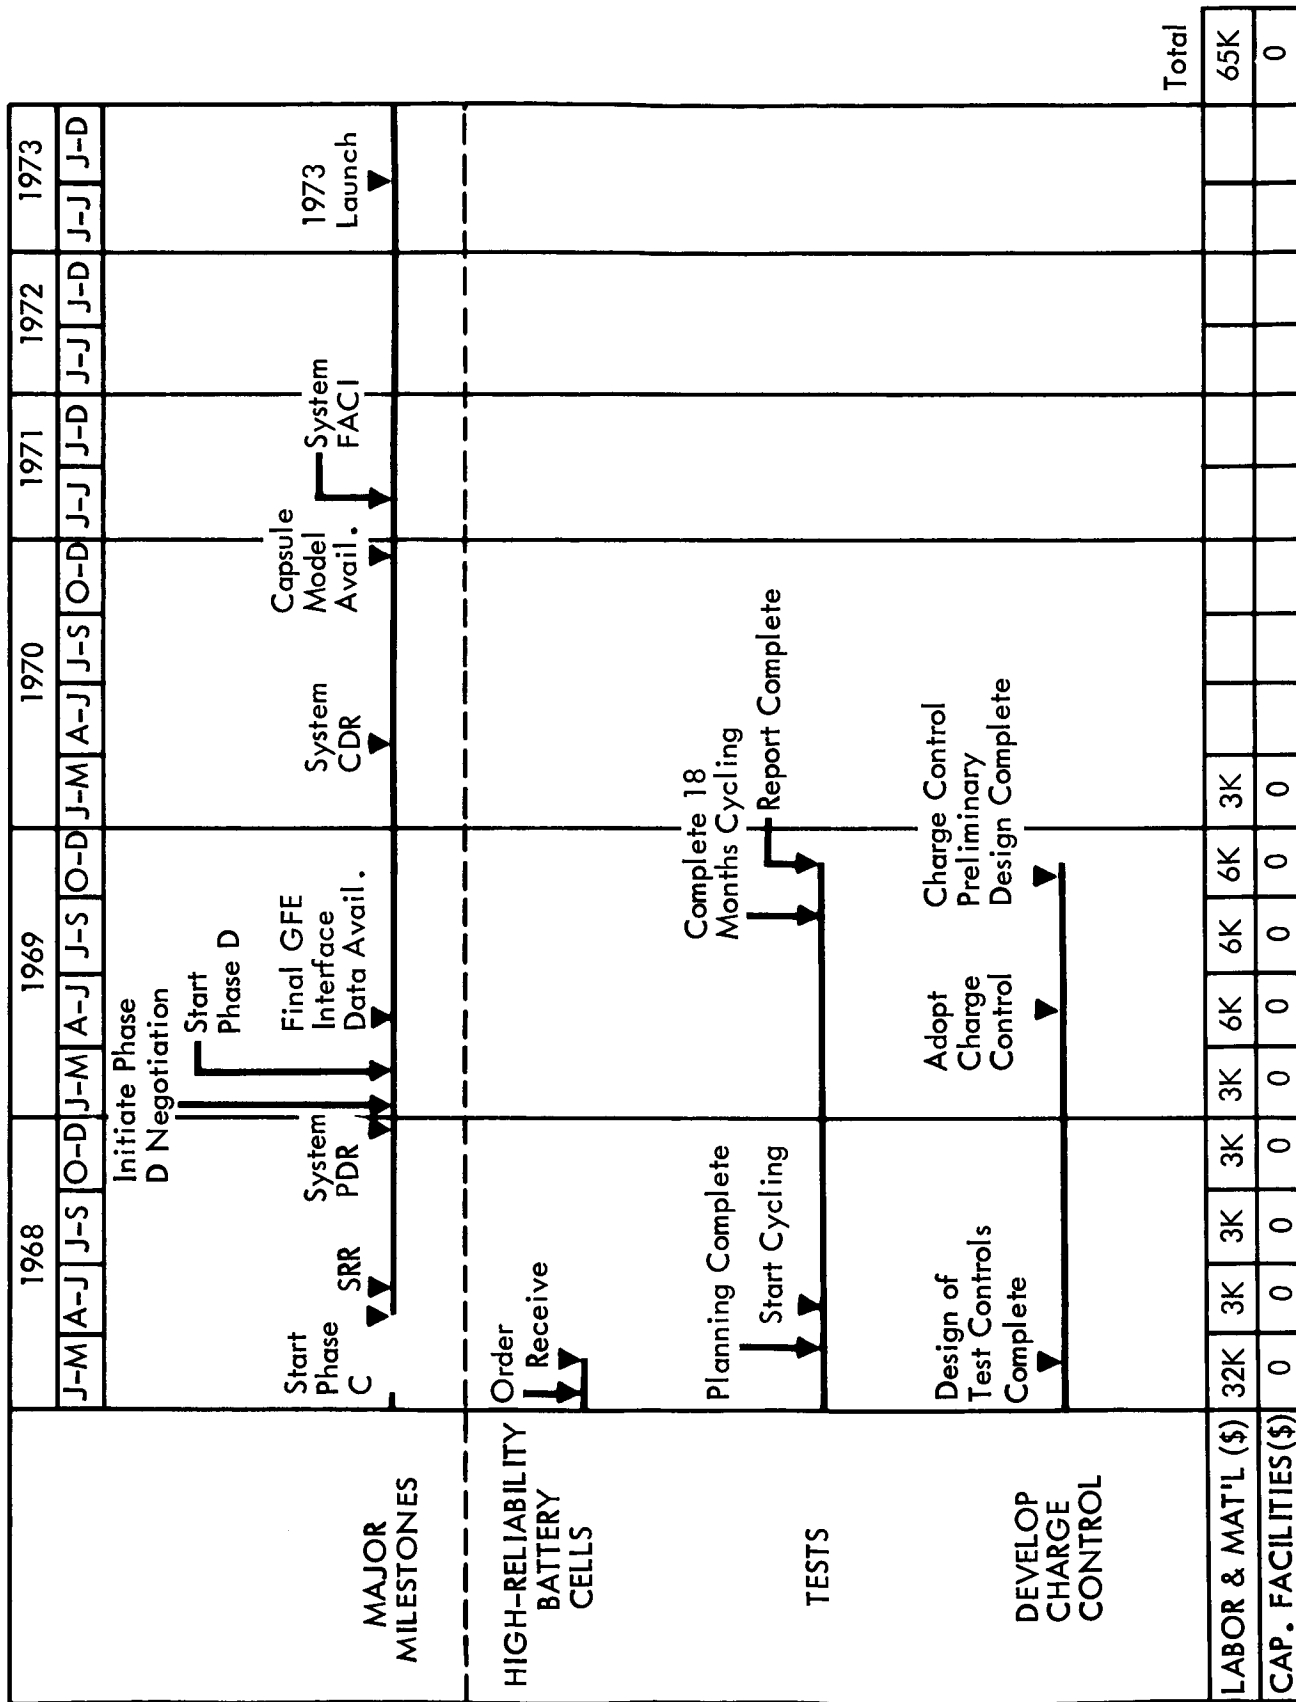 1968 1969 1970 1971 1972 1973
J-M A-J J-S O-D J-M A-J J-S O-D J-M A-J J-S O-D J-J J-D J-J J-D J-J J-D
MAJOR
MILESTONES
Start
Phase
C
SRR
System
PDR
Initiate Phase
D Negotiation
Start
Phase D
Final GFE
Interface
Data Avail.
System
CDR
Capsule
Model
Avail.
System
FACI
1973
Launch
HIGH-RELIABILITY
BATTERY
CELLS
Order
Receive
TESTS
Planning Complete
Start Cycling
Complete 18
Months Cycling
Report Complete
DEVELOP
CHARGE
CONTROL
Design of
Test Controls
Complete
Adopt
Charge
Control
Charge Control
Preliminary
Design Complete
Total
LABOR & MAT'L ($) 32K 3K 3K 3K 3K 6K 6K 6K 3K 65K
CAP. FACILITIES($) 0 0 0 0 0 0 0 0 0 0